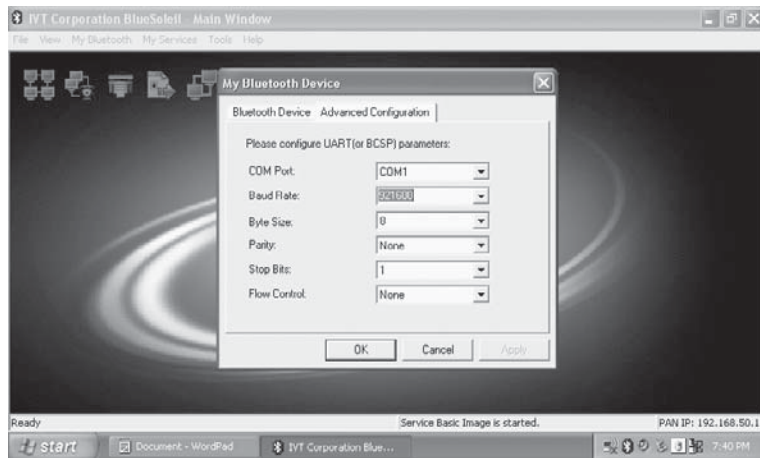 IVT Corporation BlueSoleil - Main Window
File View My Bluetooth My Services Tools Help
My Bluetooth Device
Bluetooth Device Advanced Configuration
Please configure UART(or BCSP) parameters:
COM Port: COM1
Baud Rate: 921600
Byte Size: 8
Parity: None
Stop Bits: 1
Flow Control: None
OK Cancel Apply
Ready Service Basic Image is started. PAN IP: 192.168.50.1
start Document - WordPad IVT Corporation Blue... 7:40 PM